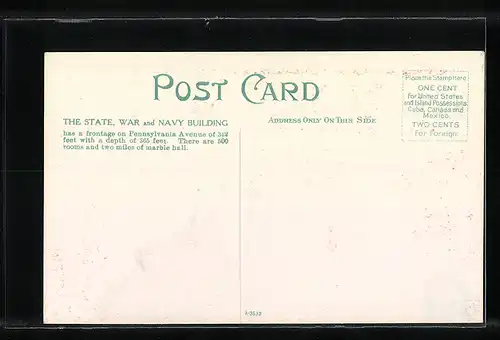 POST CARD
THE STATE, WAR and NAVY BUILDING
has a frontage on Pennsylvania Avenue of 342
feet with a depth of 565 feet. There are 500
rooms and two miles of marble hall.
ADDRESS ONLY ON THIS SIDE
Place the Stamp here
ONE CENT
For United States
and Island Possessions
Cuba, Canada and
Mexico.
TWO CENTS
For Foreign.